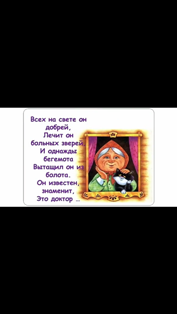 Всех на свете он
добрей,
Лечит он
больных зверей,
И однажды
бегемота
Вытащил он из
болота.
Он известен,
знаменит,
Это доктор ...